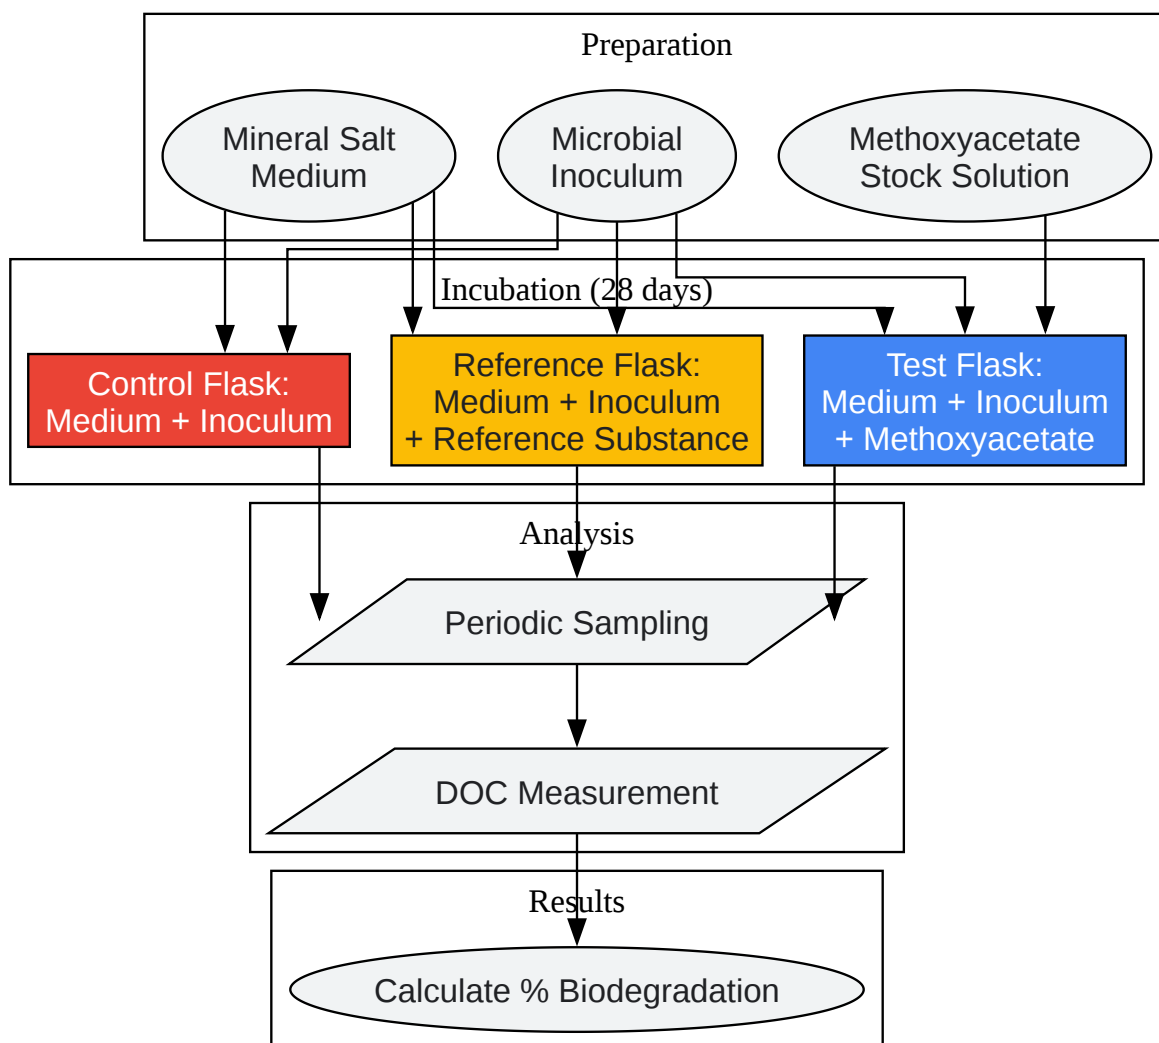 Preparation
Mineral Salt
Medium
Microbial
Inoculum
Methoxyacetate
Stock Solution
Incubation (28 days)
Control Flask:
Medium + Inoculum
Reference Flask:
Medium + Inoculum
+ Reference Substance
Test Flask:
Medium + Inoculum
+ Methoxyacetate
Analysis
Periodic Sampling
DOC Measurement
Results
Calculate % Biodegradation